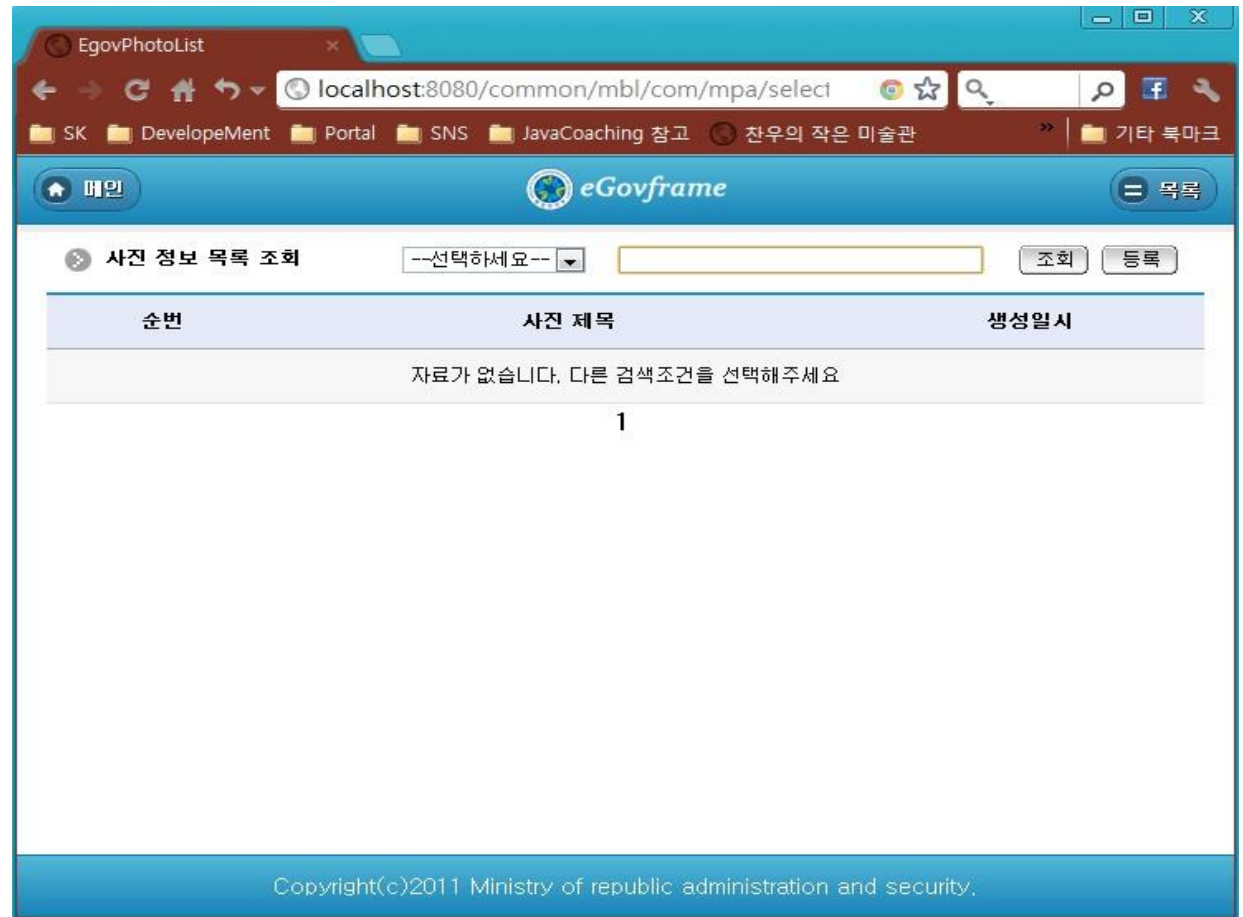 EgovPhotoList
localhost:8080/common/mbl/com/mpa/select
SK DevelopeMent Portal SNS JavaCoaching 참고 찬우의 작은 미술관 » 기타 북마크
메인 eGovframe 목록
사진 정보 목록 조회 --선택하세요-- 조회 등록
순번 사진 제목 생성일시
자료가 없습니다. 다른 검색조건을 선택해주세요
1
Copyright(c)2011 Ministry of republic administration and security.